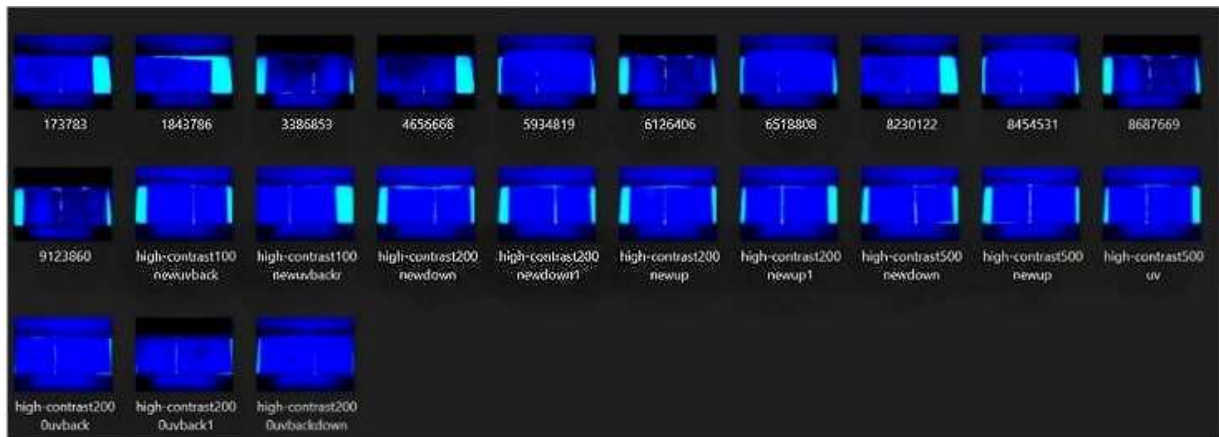 173783
1843786
3386853
4656668
5934819
6126406
6518808
8230122
8454531
8687669
9123860
high-contrast100
newuvback
high-contrast100
newuvbackr
high-contrast200
newdown
high-contrast200
newdown1
high-contrast200
newup
high-contrast200
newup1
high-contrast500
newdown
high-contrast500
newup
high-contrast500
uv
high-contrast200
0uvback
high-contrast200
0uvback1
high-contrast200
0uvbackdown